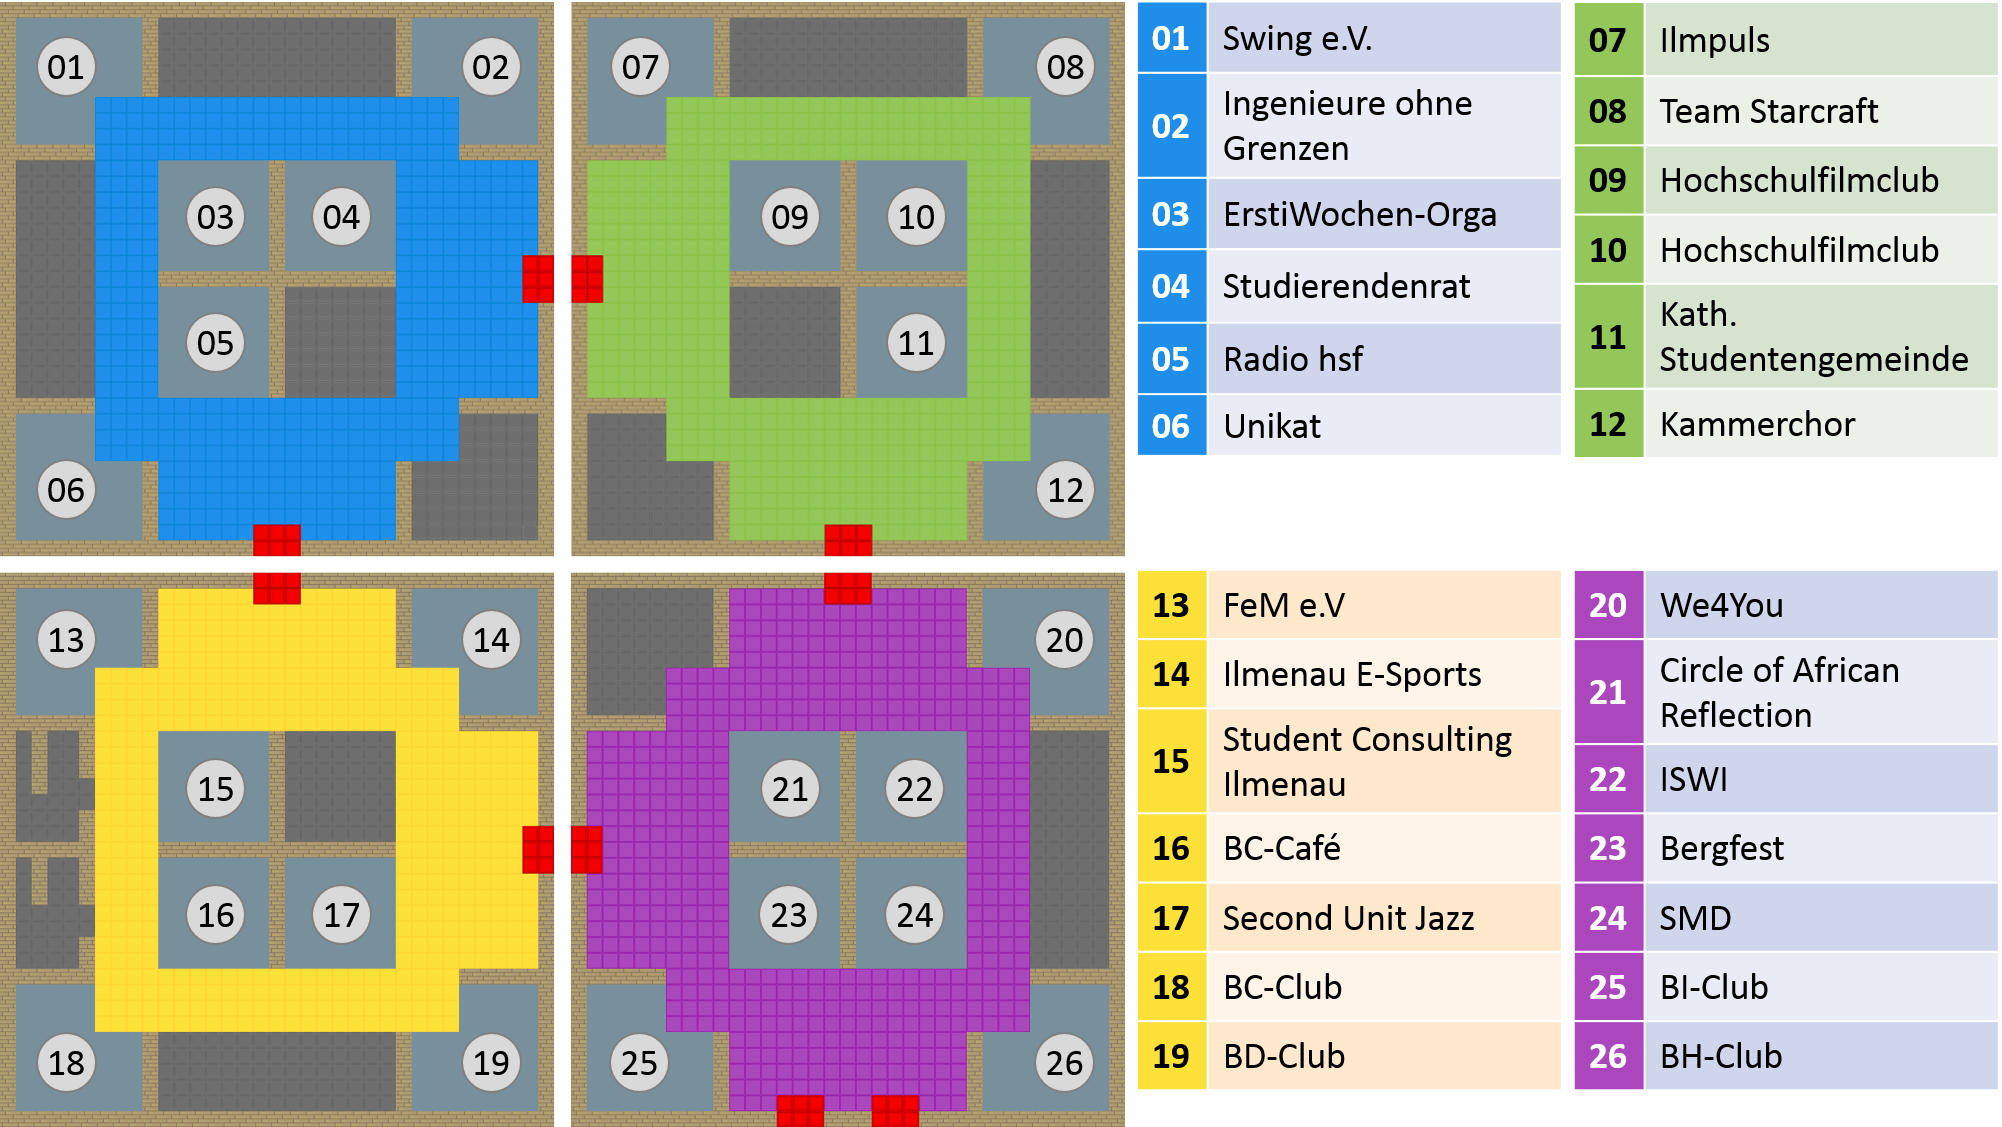 01
02
03
04
05
06
07
08
09
10
11
12
13
14
15
16
17
18
19
20
21
22
23
24
25
26
01 Swing e.V.
02 Ingenieure ohne
Grenzen
03 ErstiWochen-Orga
04 Studierendenrat
05 Radio hsf
06 Unikat
07 Ilmpuls
08 Team Starcraft
09 Hochschulfilmclub
10 Hochschulfilmclub
11 Kath.
Studentengemeinde
12 Kammerchor
13 FeM e.V
14 Ilmenau E-Sports
15 Student Consulting
Ilmenau
16 BC-Café
17 Second Unit Jazz
18 BC-Club
19 BD-Club
20 We4You
21 Circle of African
Reflection
22 ISWI
23 Bergfest
24 SMD
25 BI-Club
26 BH-Club